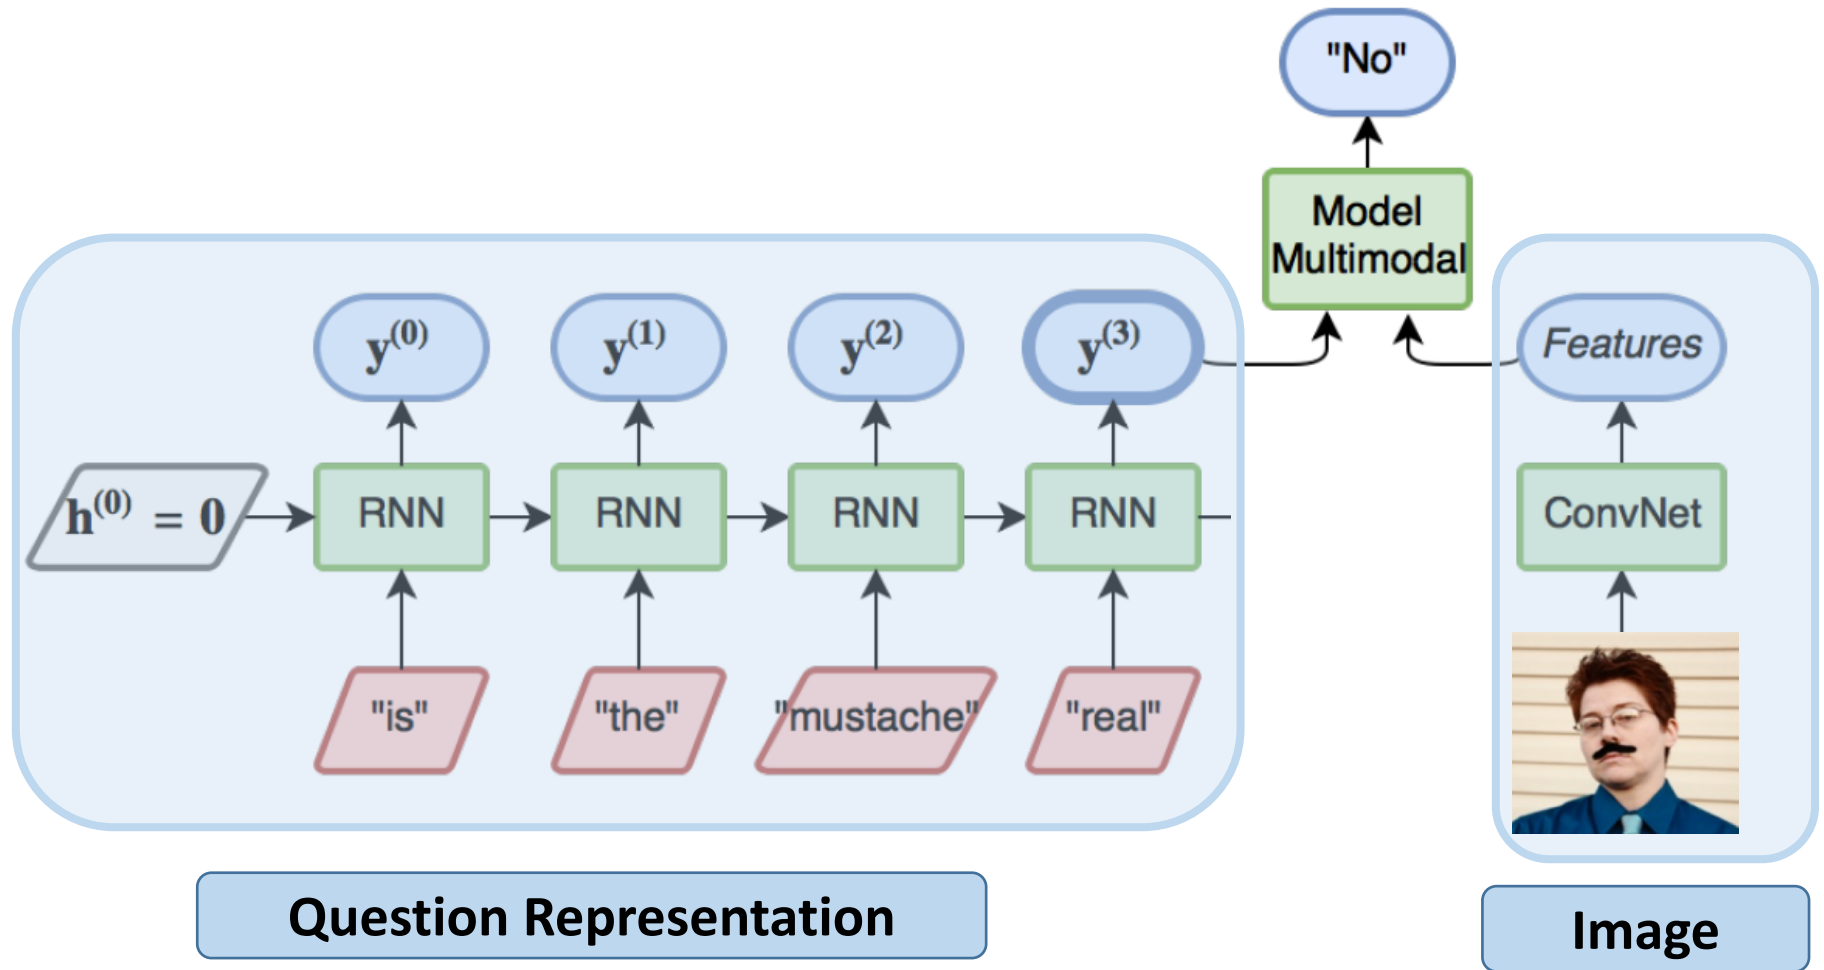 "No"
Model
Multimodal
y(0) y(1) y(2) y(3) Features
h(0) = 0 RNN RNN RNN RNN ConvNet
"is" "the" "mustache" "real"
Question Representation
Image